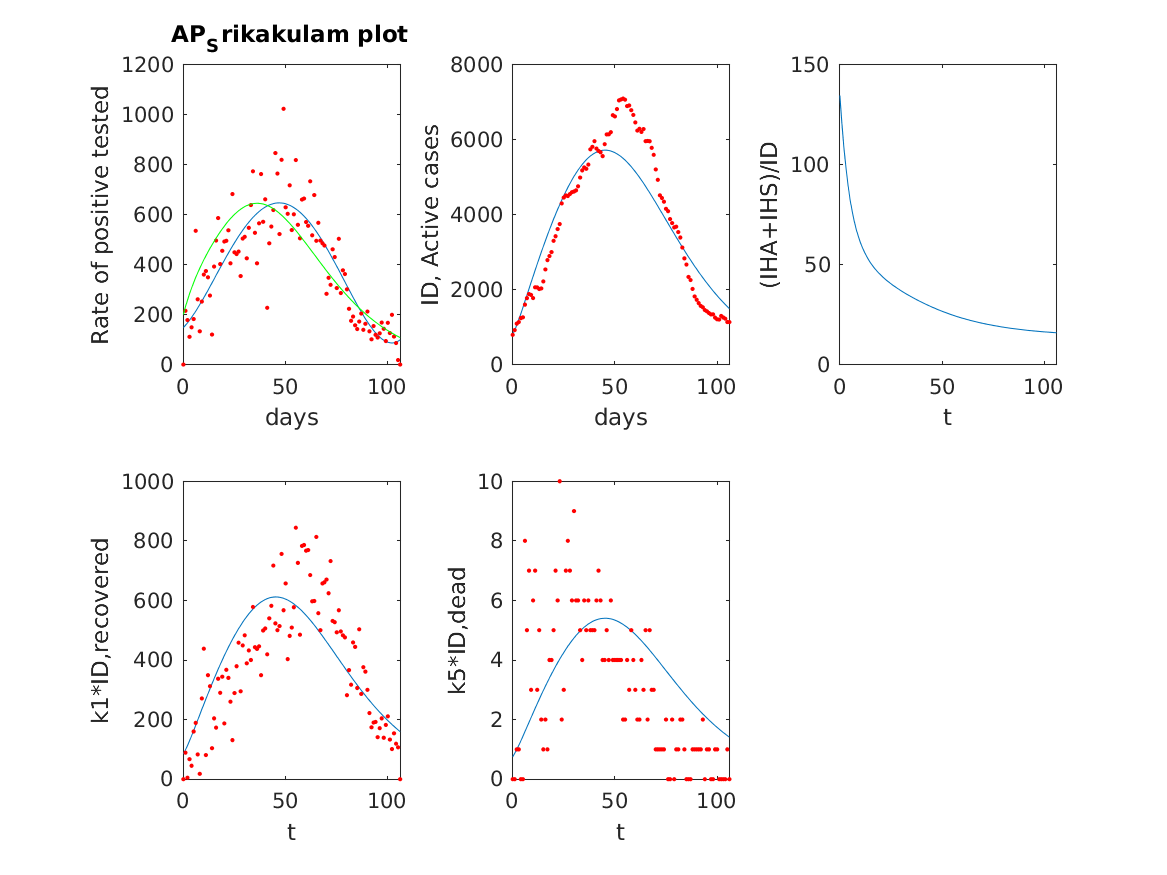 AP_Srikakulam plot
1200
1000
800
600
400
200
0
0 50 100
Rate of positive tested
days
8000
6000
4000
2000
0
0 50 100
ID, Active cases
days
150
100
50
0
0 50 100
(IHA+IHS)/ID
t
1000
800
600
400
200
0
0 50 100
k1*ID,recovered
t
10
8
6
4
2
0
0 50 100
k5*ID,dead
t